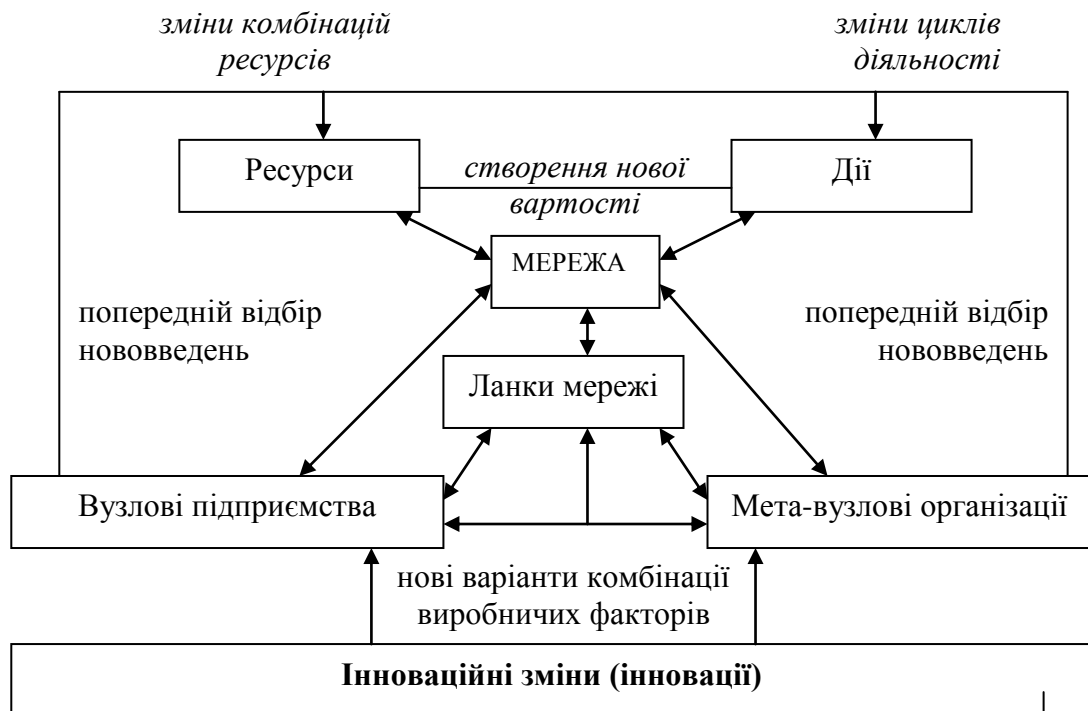 зміни комбінацій
ресурсів
зміни циклів
діяльності
Ресурси
створення нової
вартості
Дії
МЕРЕЖА
попередній відбір
нововведень
попередній відбір
нововведень
Ланки мережі
Вузлові підприємства
Мета-вузлові організації
нові варіанти комбінації
виробничих факторів
Інноваційні зміни (інновації)